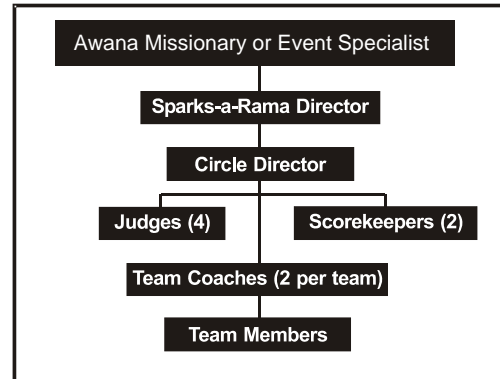 Awana Missionary or Event Specialist
Sparks-a-Rama Director
Circle Director
Judges (4)
Scorekeepers (2)
Team Coaches (2 per team)
Team Members